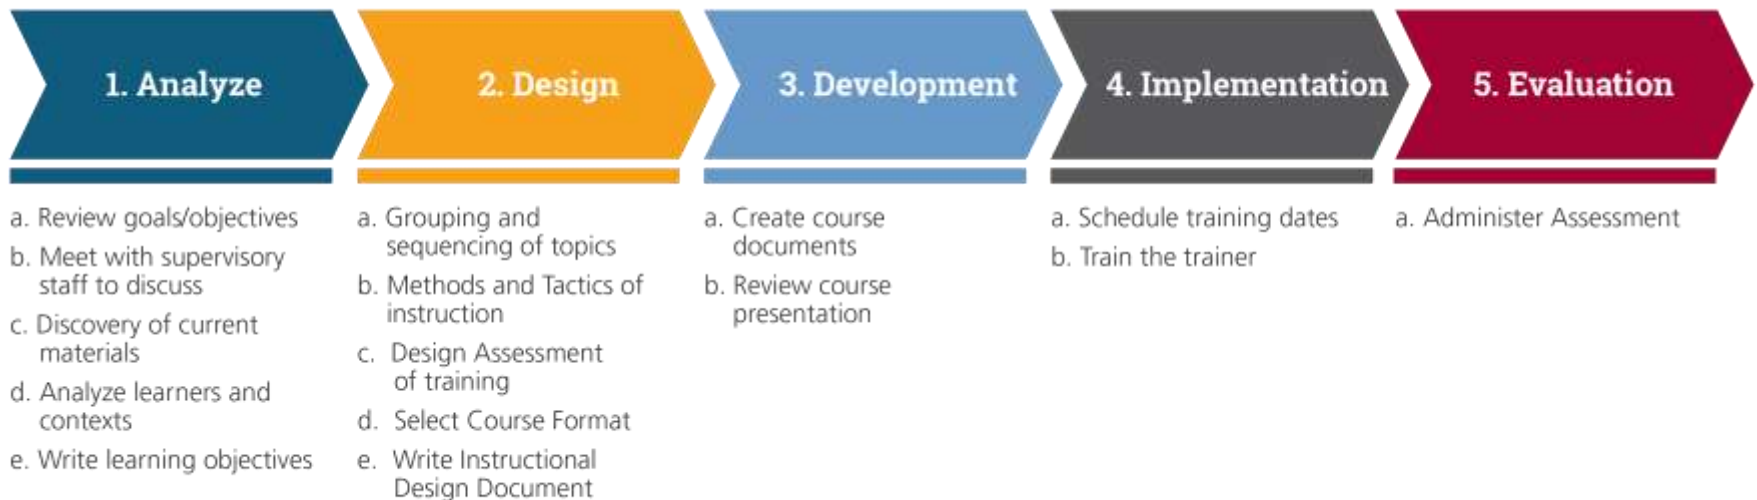 1. Analyze
2. Design
3. Development
4. Implementation
5. Evaluation
a. Review goals/objectives
b. Meet with supervisory
staff to discuss
c. Discovery of current
materials
d. Analyze learners and
contexts
e. Write learning objectives
a. Grouping and
sequencing of topics
b. Methods and Tactics of
instruction
c. Design Assessment
of training
d. Select Course Format
e. Write Instructional
Design Document
a. Create course
documents
b. Review course
presentation
a. Schedule training dates
b. Train the trainer
a. Administer Assessment